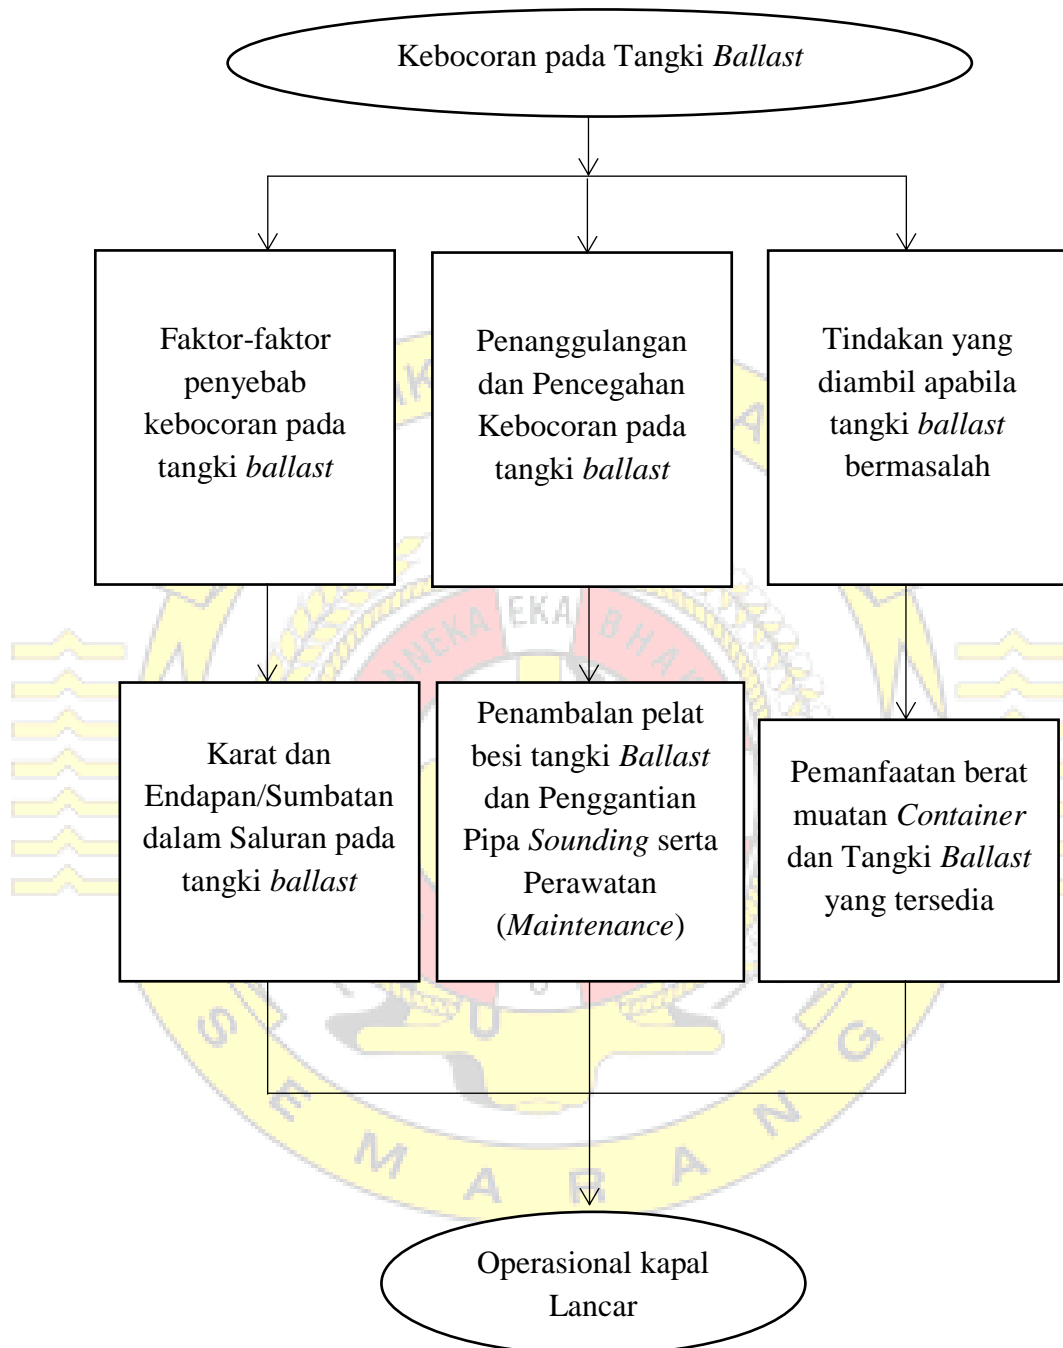 Kebocoran pada Tangki Ballast
Faktor-faktor
penyebab
kebocoran pada
tangki ballast
Penanggulangan
dan Pencegahan
Kebocoran pada
tangki ballast
Tindakan yang
diambil apabila
tangki ballast
bermasalah
Karat dan
Endapan/Sumbatan
dalam Saluran pada
tangki ballast
Penambalan pelat
besi tangki Ballast
dan Penggantian
Pipa Sounding serta
Perawatan
(Maintenance)
Pemanfaatan berat
muatan Container
dan Tangki Ballast
yang tersedia
Operasional kapal
Lancar
EKA
SEMARANG